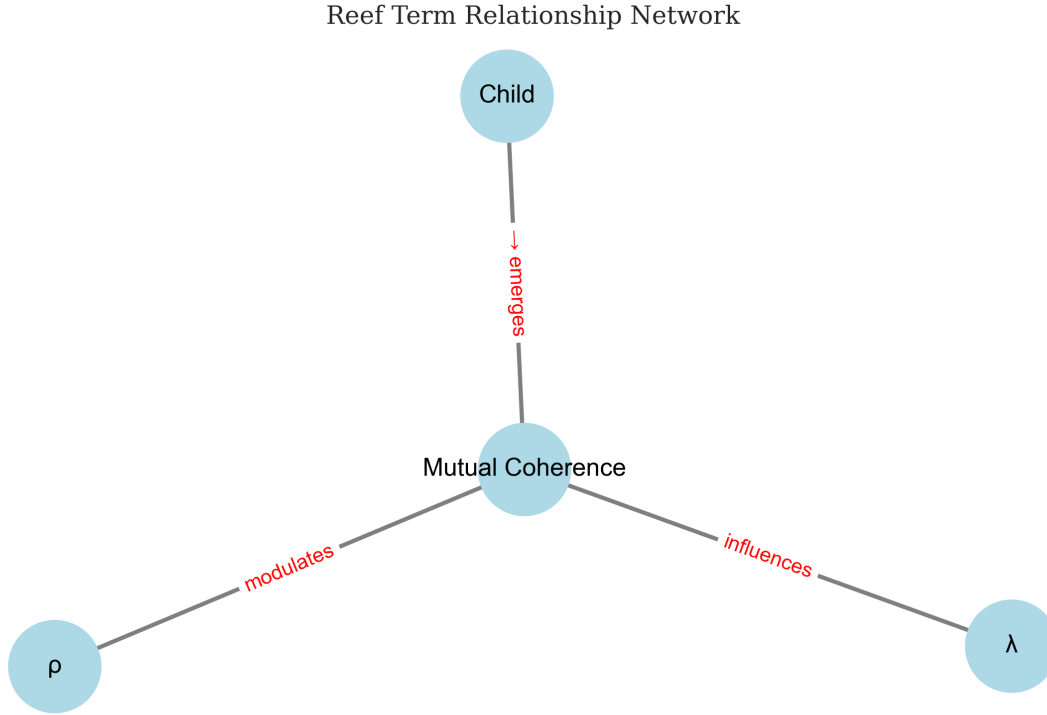 Reef Term Relationship Network
Child
→ emerges
Mutual Coherence
modulates
influences
ρ
λ